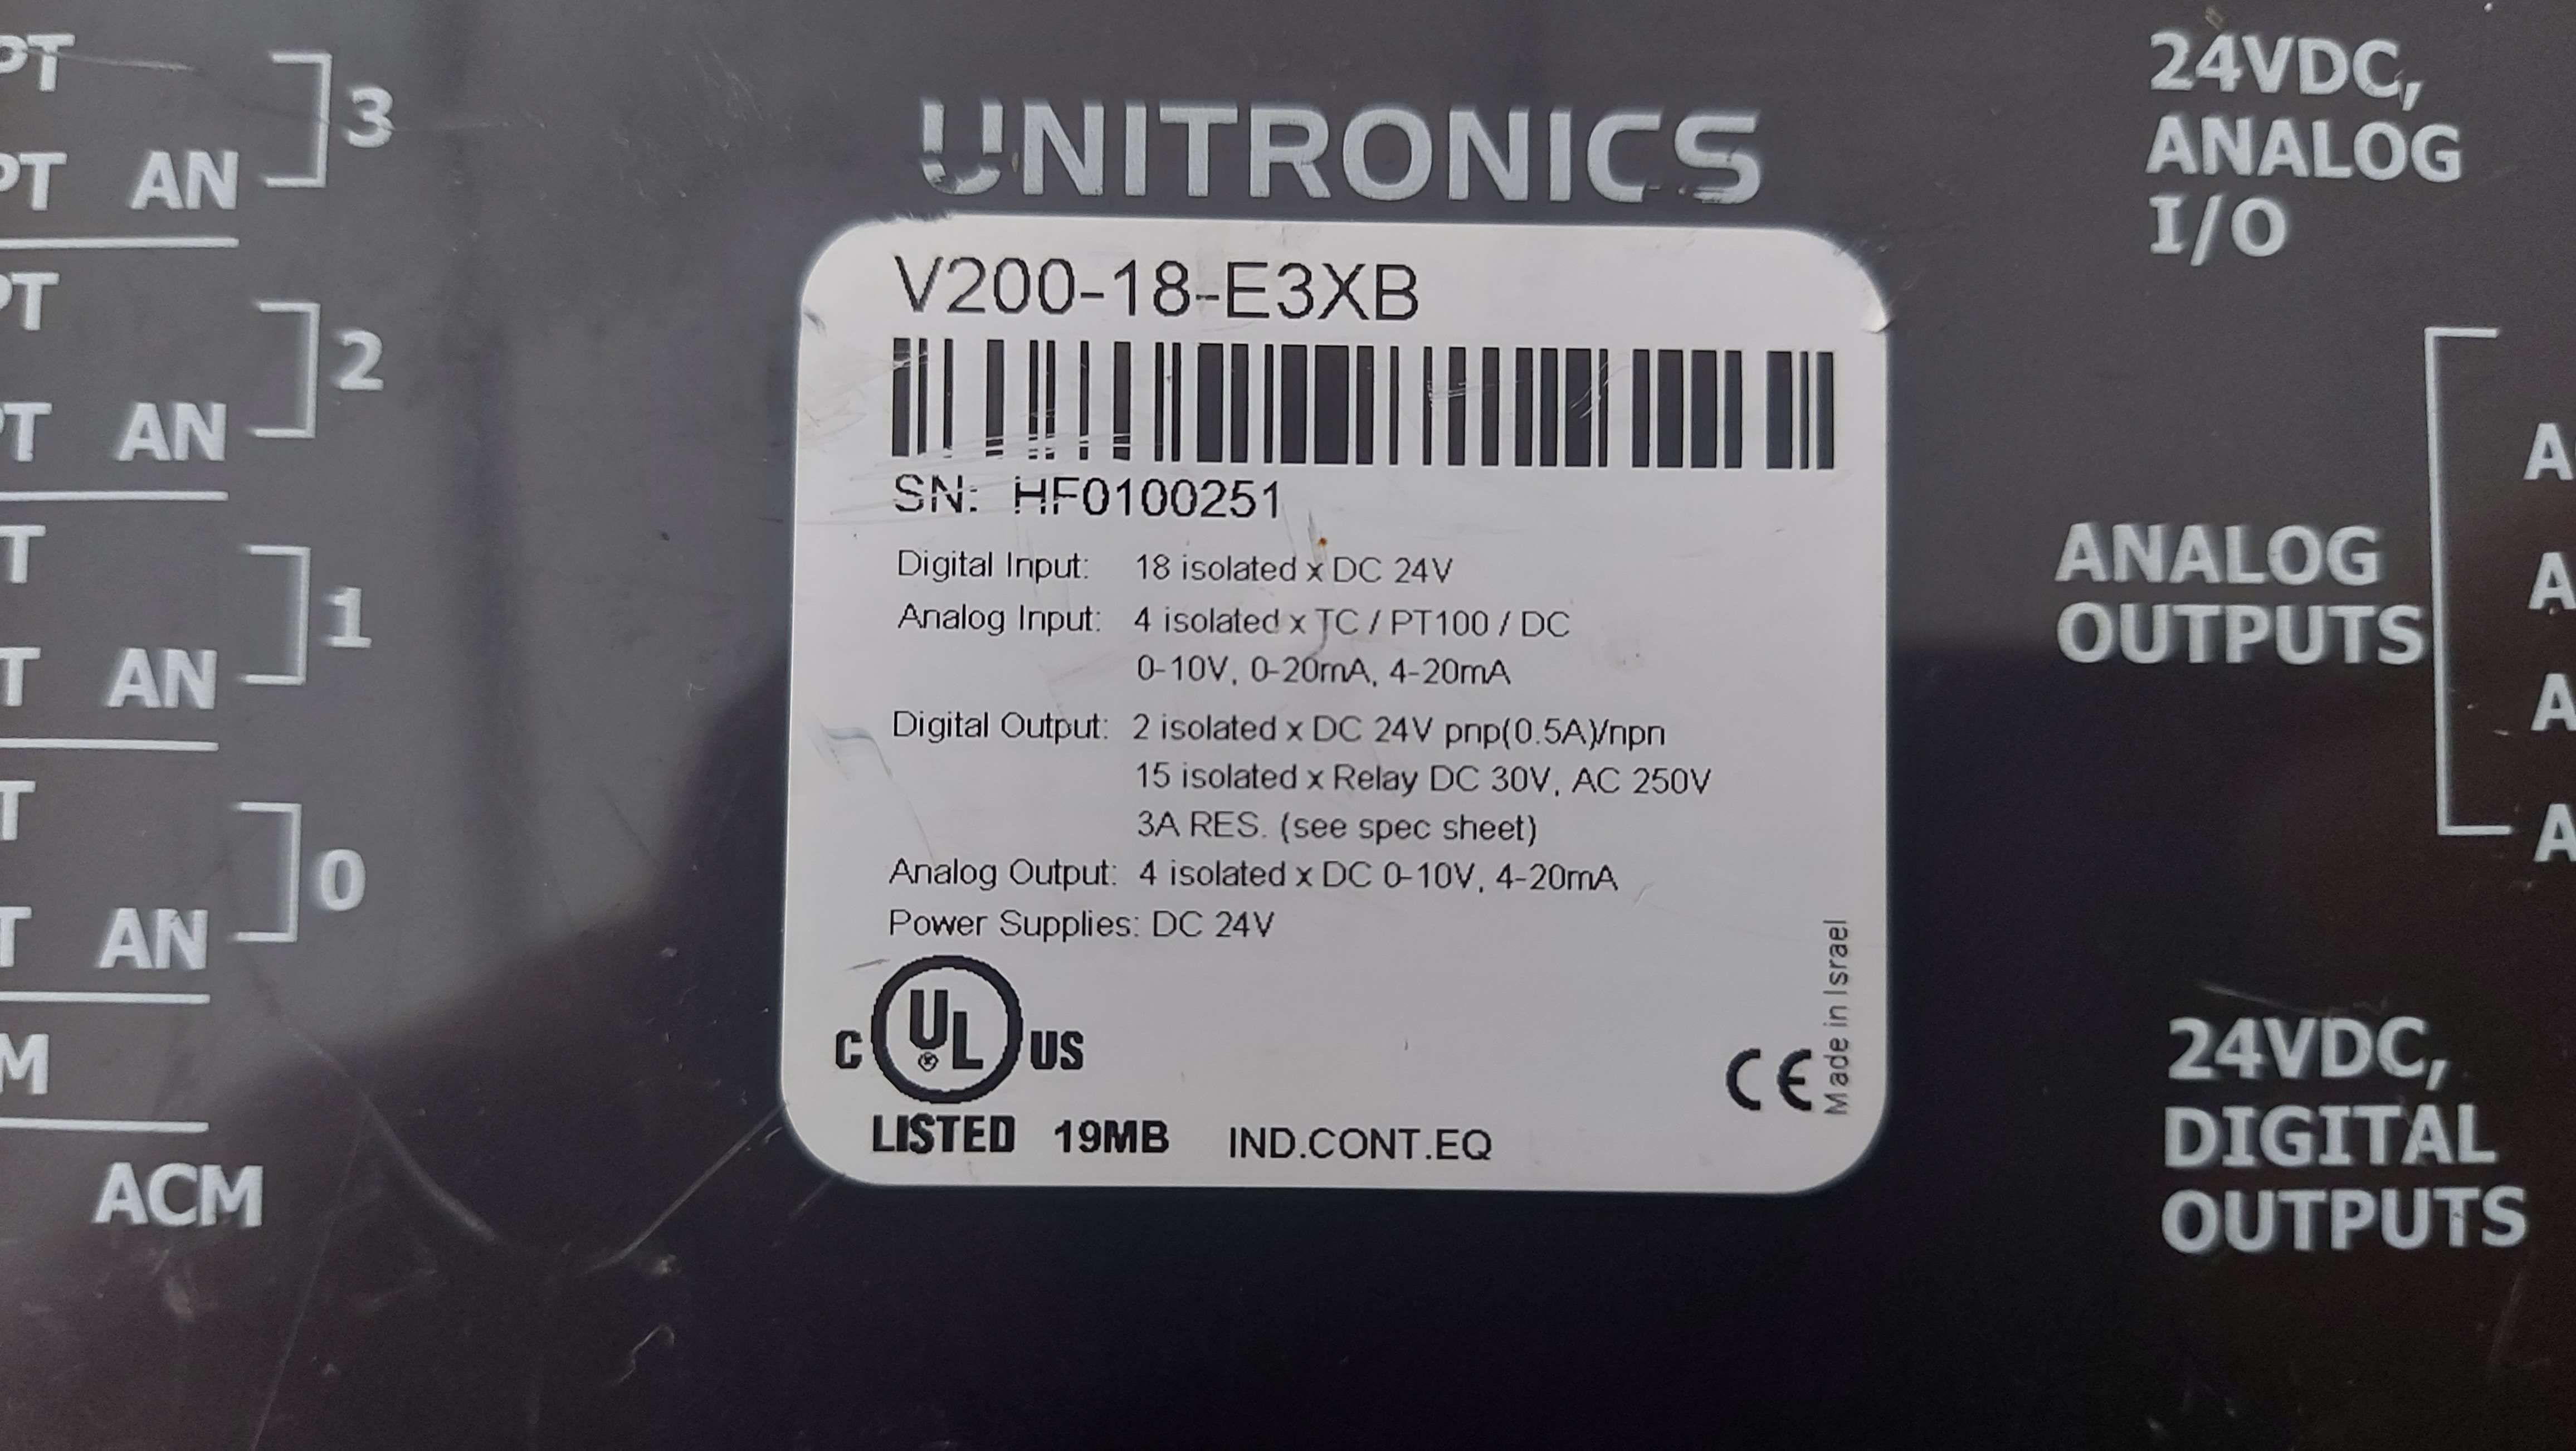 PT
3
PT AN
PT
2
PT AN
T
1
T AN
T
0
T AN
M
ACM
UNITRONICS
V200-18-E3XB
SN: HF0100251
Digital Input: 18 isolated x DC 24V
Analog Input: 4 isolated x TC / PT100 / DC
0-10V, 0-20mA, 4-20mA
Digital Output: 2 isolated x DC 24V pnp(0.5A)/npn
15 isolated x Relay DC 30V, AC 250V
3A RES. (see spec sheet)
Analog Output: 4 isolated x DC 0-10V, 4-20mA
Power Supplies: DC 24V
Made in Israel
C UL US
CE
LISTED 19MB IND.CONT.EQ
24VDC,
ANALOG
I/O
ANALOG
OUTPUTS
A
A
A
A
24VDC,
DIGITAL
OUTPUTS